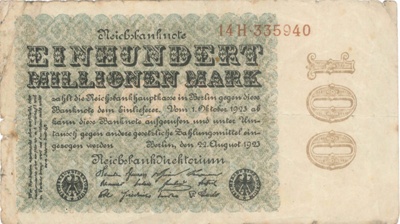 Reichsbanknote
14H·335940
EINHUNDERT
MILLIONEN MARK
zahlt die Reichsbankhauptkasse in Berlin gegen diese
Banknote dem Einlieferer. Vom 1. Oktober 1923 ab
kann diese Banknote aufgerufen und unter Um-
tausch gegen andere gesetzliche Zahlungsmittel ein-
gezogen werden
Berlin, den 22. August 1923
Reichsbankdirektorium
100